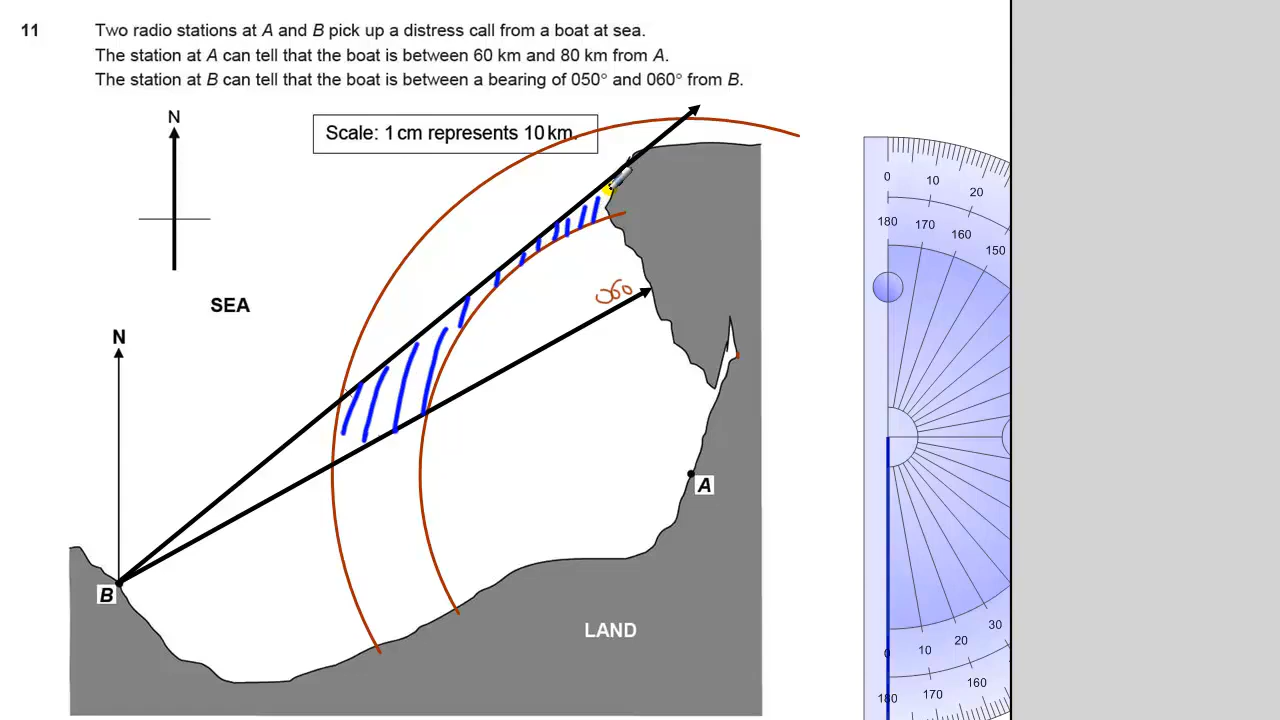 11 Two radio stations at A and B pick up a distress call from a boat at sea.
The station at A can tell that the boat is between 60 km and 80 km from A.
The station at B can tell that the boat is between a bearing of 050° and 060° from B.
N
Scale: 1 cm represents 10 km.
SEA
N
060
A
B
LAND
0 10 20
180 170 160 150
30
20
10
0
160
170
180